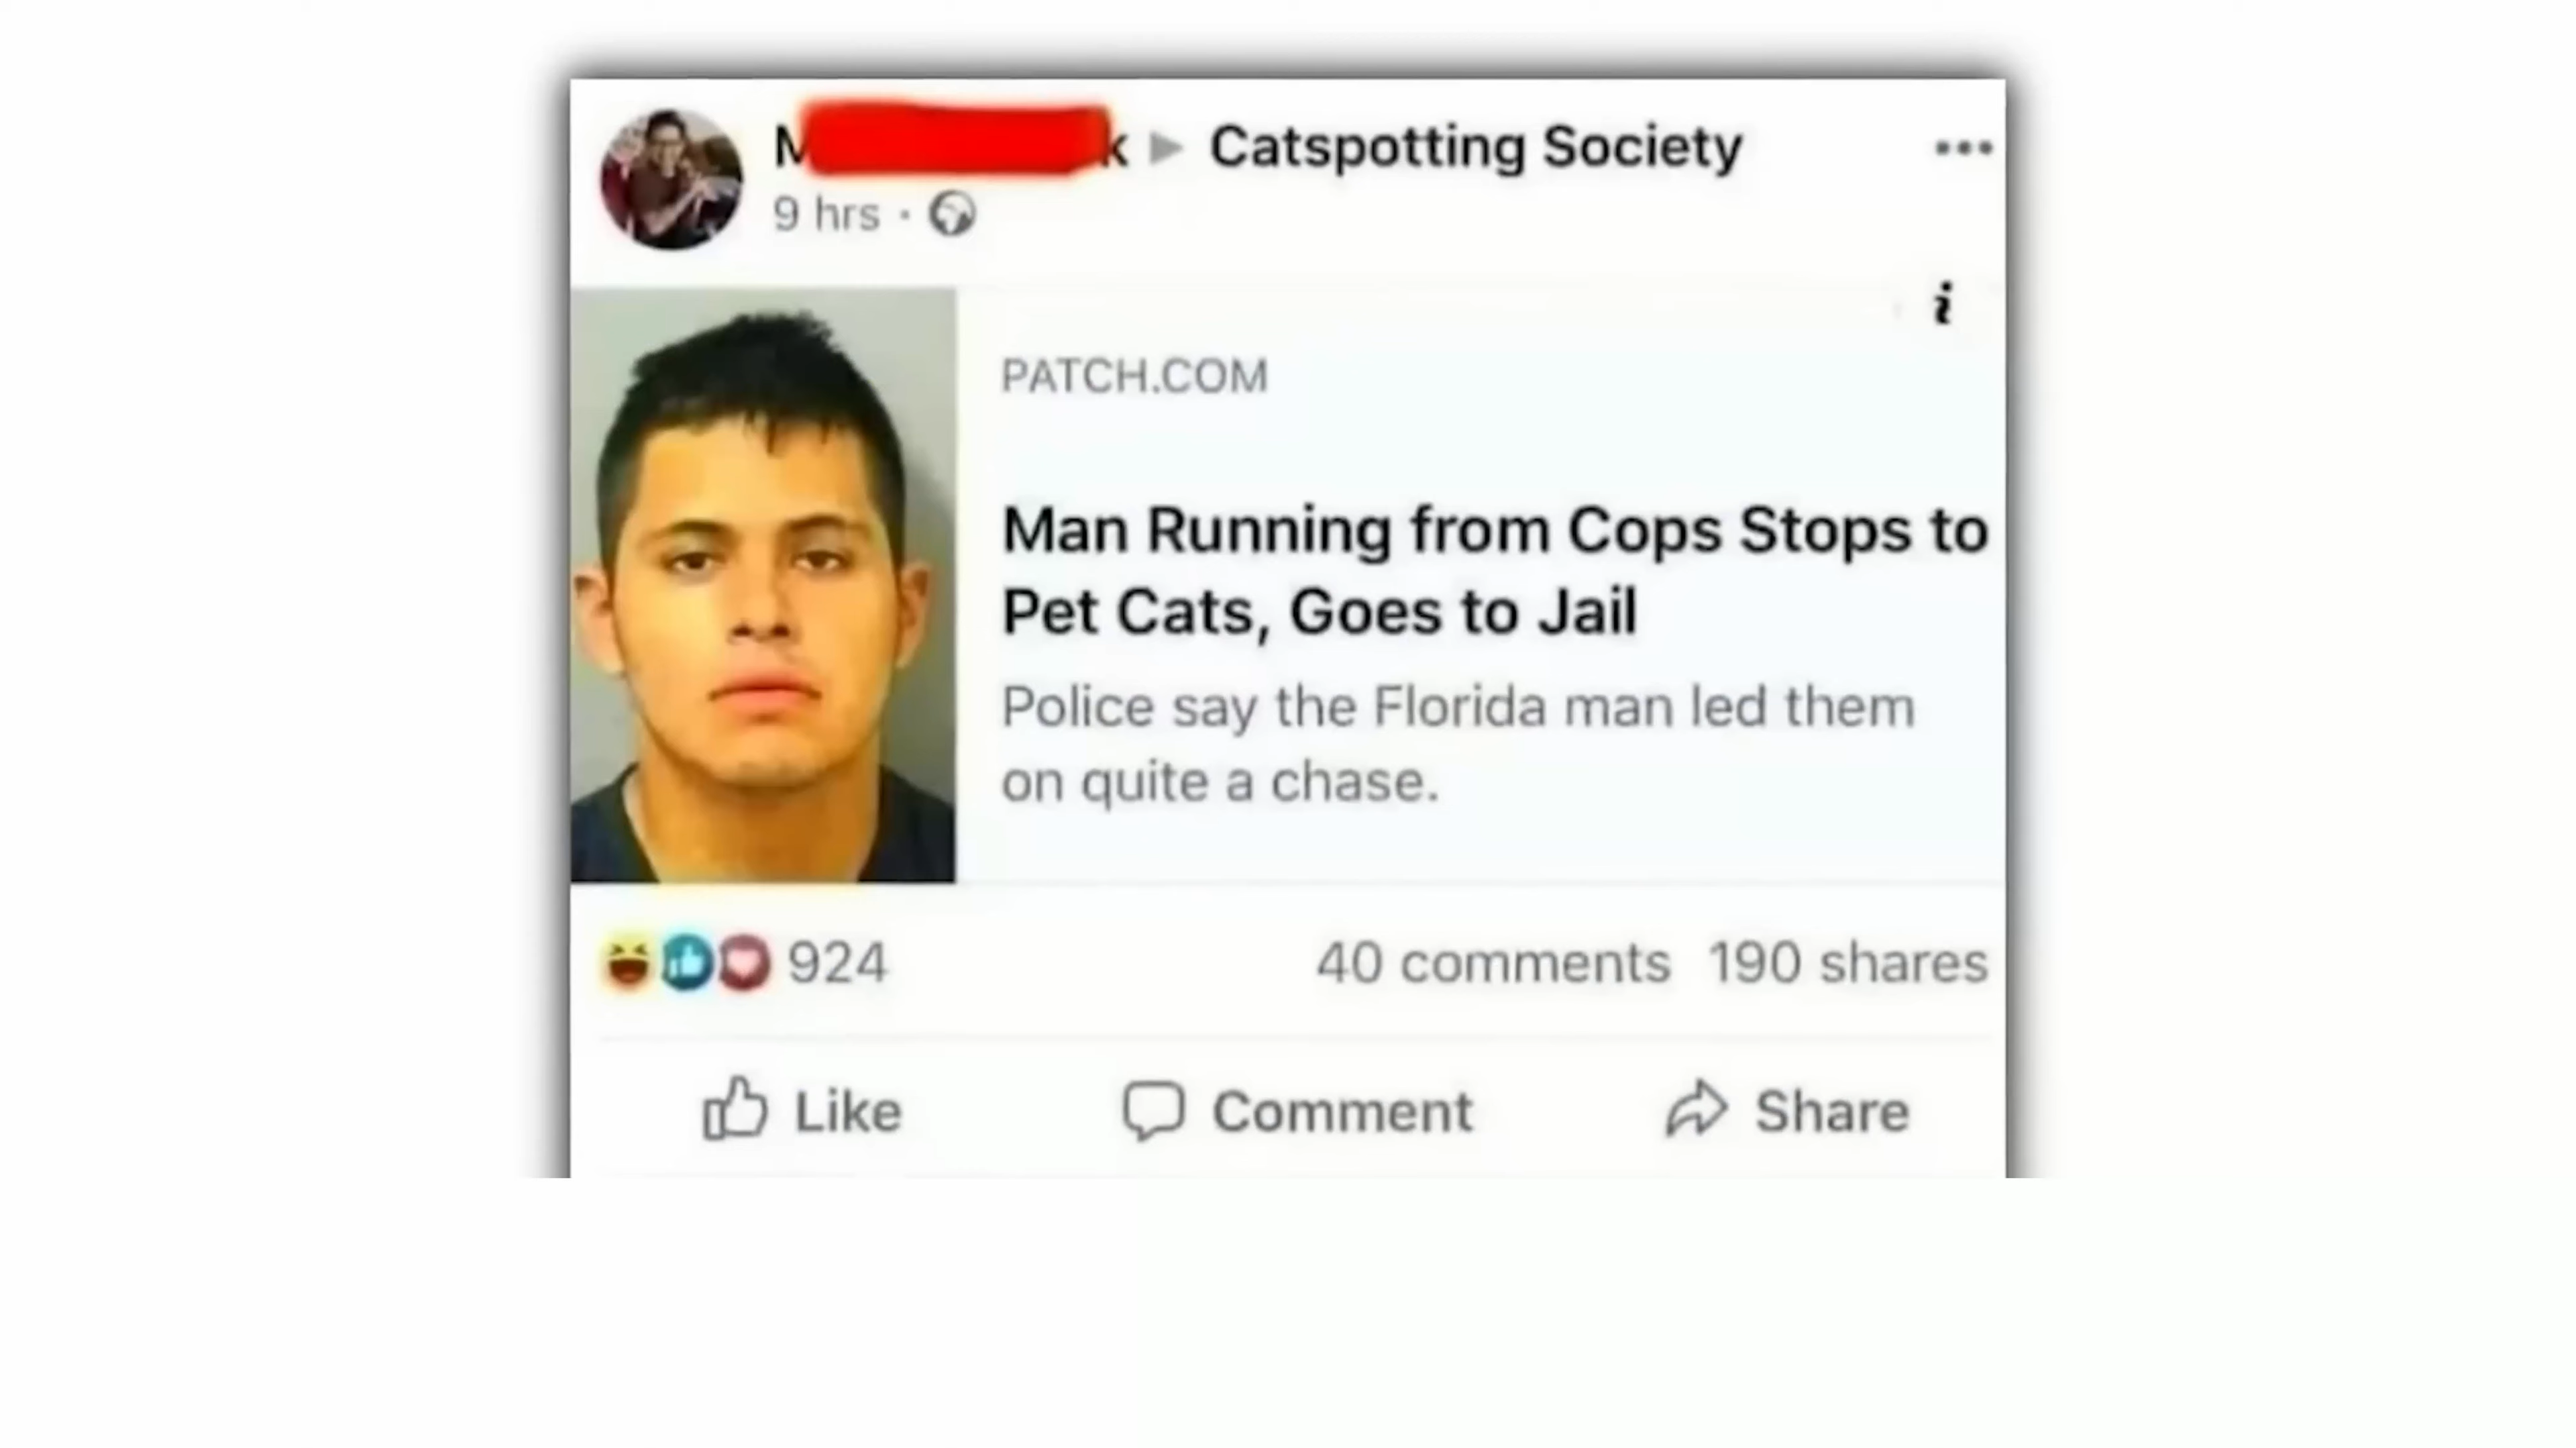 M k ▶ Catspotting Society
9 hrs ·
PATCH.COM
Man Running from Cops Stops to
Pet Cats, Goes to Jail
Police say the Florida man led them
on quite a chase.
924 40 comments 190 shares
Like Comment Share